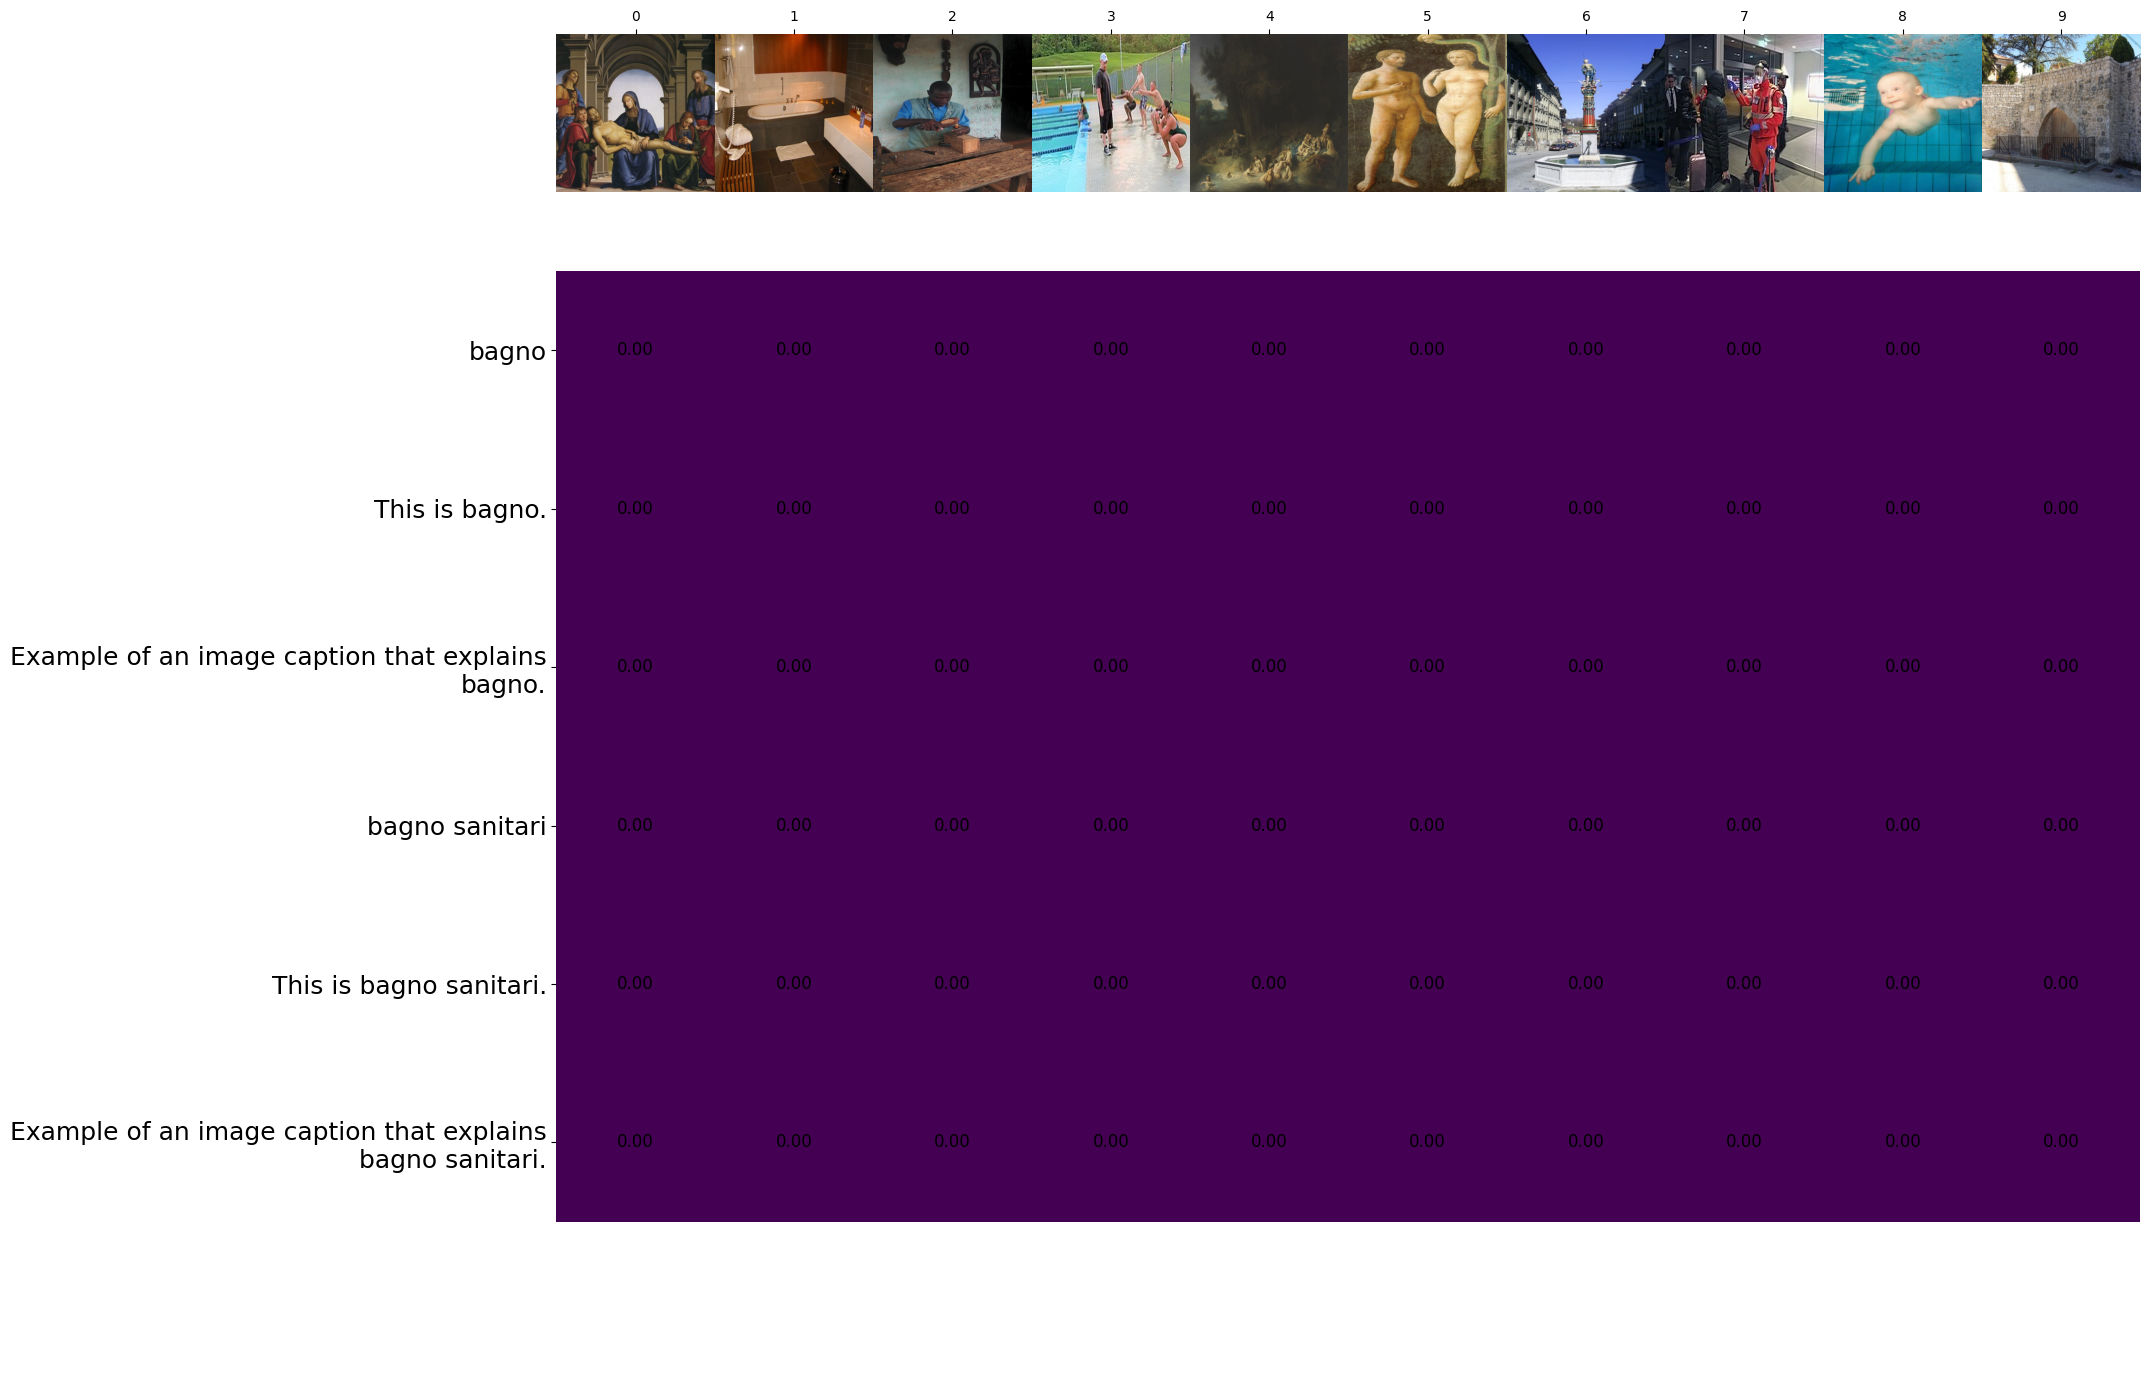 0 1 2 3 4 5 6 7 8 9
bagno 0.00 0.00 0.00 0.00 0.00 0.00 0.00 0.00 0.00 0.00
This is bagno. 0.00 0.00 0.00 0.00 0.00 0.00 0.00 0.00 0.00 0.00
Example of an image caption that explains
bagno. 0.00 0.00 0.00 0.00 0.00 0.00 0.00 0.00 0.00 0.00
bagno sanitari 0.00 0.00 0.00 0.00 0.00 0.00 0.00 0.00 0.00 0.00
This is bagno sanitari. 0.00 0.00 0.00 0.00 0.00 0.00 0.00 0.00 0.00 0.00
Example of an image caption that explains
bagno sanitari. 0.00 0.00 0.00 0.00 0.00 0.00 0.00 0.00 0.00 0.00